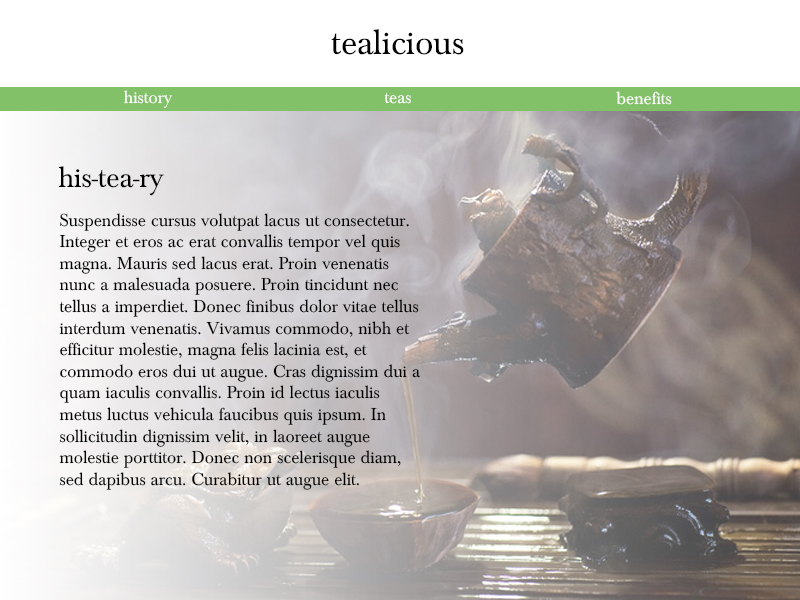 tealicious
history teas benefits
his-tea-ry
Suspendisse cursus volutpat lacus ut consectetur.
Integer et eros ac erat convallis tempor vel quis
magna. Mauris sed lacus erat. Proin venenatis
nunc a malesuada posuere. Proin tincidunt nec
tellus a imperdiet. Donec finibus dolor vitae tellus
interdum venenatis. Vivamus commodo, nibh et
efficitur molestie, magna felis lacinia est, et
commodo eros dui ut augue. Cras dignissim dui a
quam iaculis convallis. Proin id lectus iaculis
metus luctus vehicula faucibus quis ipsum. In
sollicitudin dignissim velit, in laoreet augue
molestie porttitor. Donec non scelerisque diam,
sed dapibus arcu. Curabitur ut augue elit.